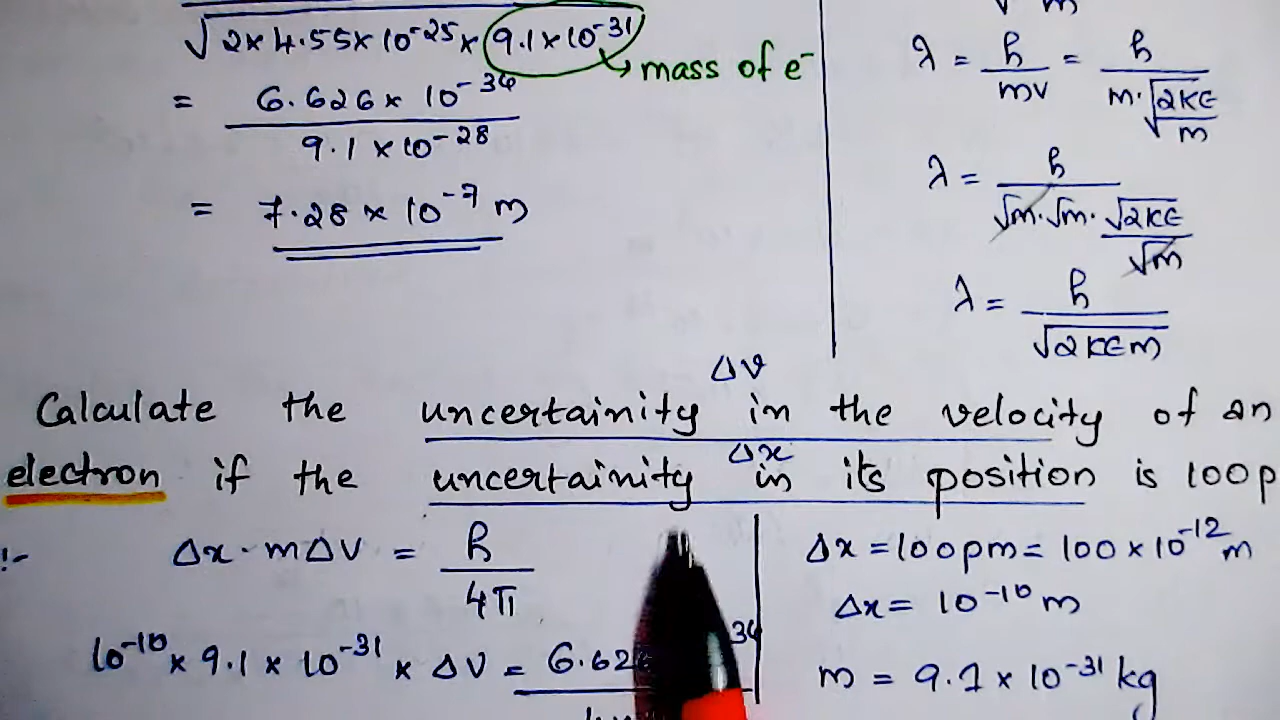 √2×4.55×10⁻²⁵×9.1×10⁻³¹
→ mass of e⁻
= 6.626×10⁻³⁴ / 9.1×10⁻²⁸
= 7.28×10⁻⁷ m
λ = h/mv = h/m·√2KE/m
λ = h/√m·√m·√2KE/√m
λ = h/√2KEm
Δv
Calculate the uncertainity in the velocity of an
Δx
electron if the uncertainity in its position is 100p
:- Δx·mΔv = h/4π
10⁻¹⁰×9.1×10⁻³¹×Δv = 6.62
Δx = 100pm = 100×10⁻¹² m
Δx = 10⁻¹⁰ m
m = 9.1×10⁻³¹ kg